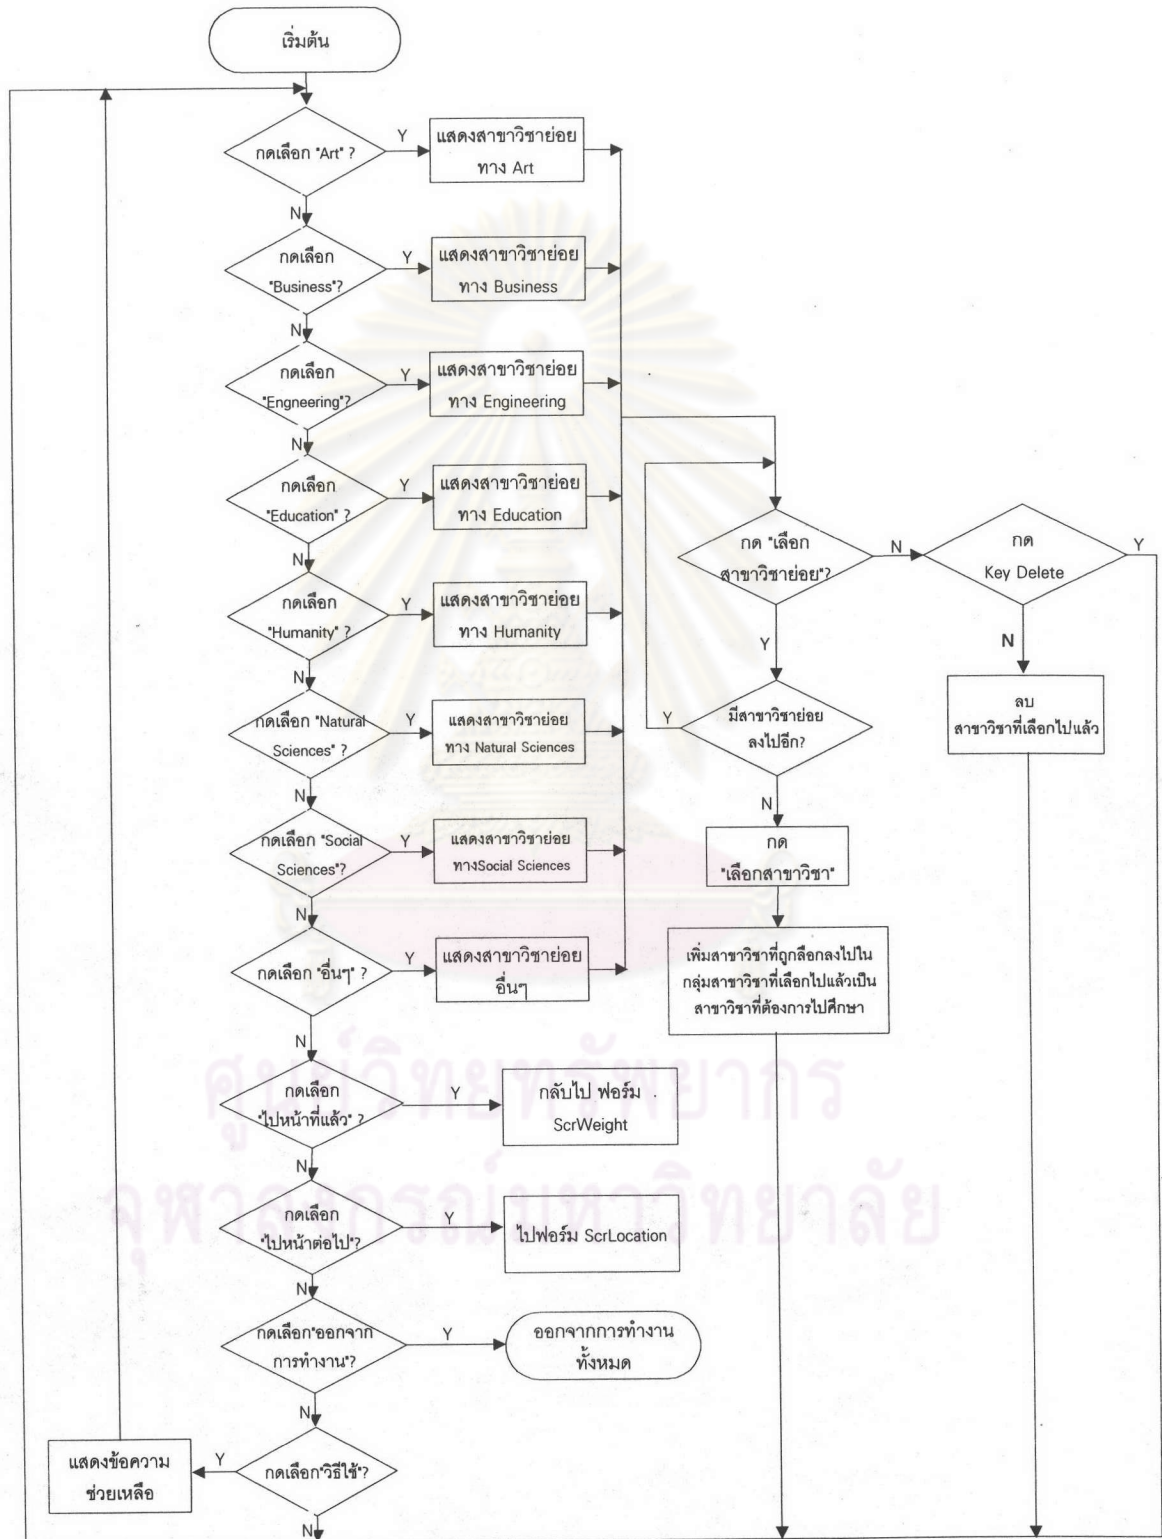 เริ่มต้น
กดเลือก "Art" ?
Y
แสดงสาขาวิชาย่อย
ทาง Art
N
กดเลือก
"Business"?
Y
แสดงสาขาวิชาย่อย
ทาง Business
N
กดเลือก
"Engneering"?
Y
แสดงสาขาวิชาย่อย
ทาง Engineering
N
กดเลือก
"Education" ?
Y
แสดงสาขาวิชาย่อย
ทาง Education
N
กดเลือก
"Humanity" ?
Y
แสดงสาขาวิชาย่อย
ทาง Humanity
N
กดเลือก "Natural
Sciences" ?
Y
แสดงสาขาวิชาย่อย
ทาง Natural Sciences
N
กดเลือก "Social
Sciences"?
Y
แสดงสาขาวิชาย่อย
ทางSocial Sciences
N
กดเลือก "อื่นๆ" ?
Y
แสดงสาขาวิชาย่อย
อื่นๆ
N
กดเลือก
"ไปหน้าที่แล้ว" ?
Y
กลับไป ฟอร์ม
ScrWeight
N
กดเลือก
"ไปหน้าต่อไป"?
Y
ไปฟอร์ม ScrLocation
N
กดเลือก"ออกจาก
การทำงาน"?
Y
ออกจากการทำงาน
ทั้งหมด
N
กดเลือก"วิธีใช้"?
Y
แสดงข้อความ
ช่วยเหลือ
N
กด "เลือก
สาขาวิชาย่อย"?
N
กด
Key Delete
Y
Y
N
มีสาขาวิชาย่อย
ลงไปอีก?
Y
ลบ
สาขาวิชาที่เลือกไปแล้ว
N
กด
"เลือกสาขาวิชา"
เพิ่มสาขาวิชาที่ถูกลือกลงไปใน
กลุ่มสาขาวิชาที่เลือกไปแล้วเป็น
สาขาวิชาที่ต้องการไปศึกษา
ศูนย์วิทยทรัพยากร
จุฬาลงกรณ์มหาวิทยาลัย